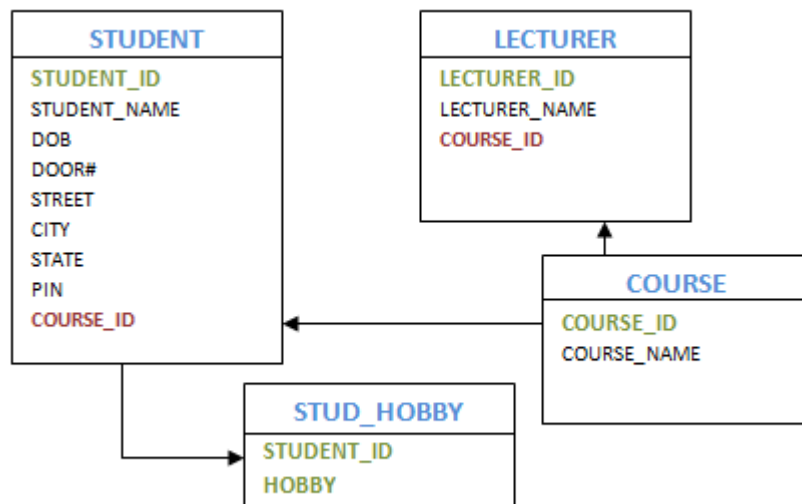 STUDENT
STUDENT_ID
STUDENT_NAME
DOB
DOOR#
STREET
CITY
STATE
PIN
COURSE_ID
LECTURER
LECTURER_ID
LECTURER_NAME
COURSE_ID
COURSE
COURSE_ID
COURSE_NAME
STUD_HOBBY
STUDENT_ID
HOBBY